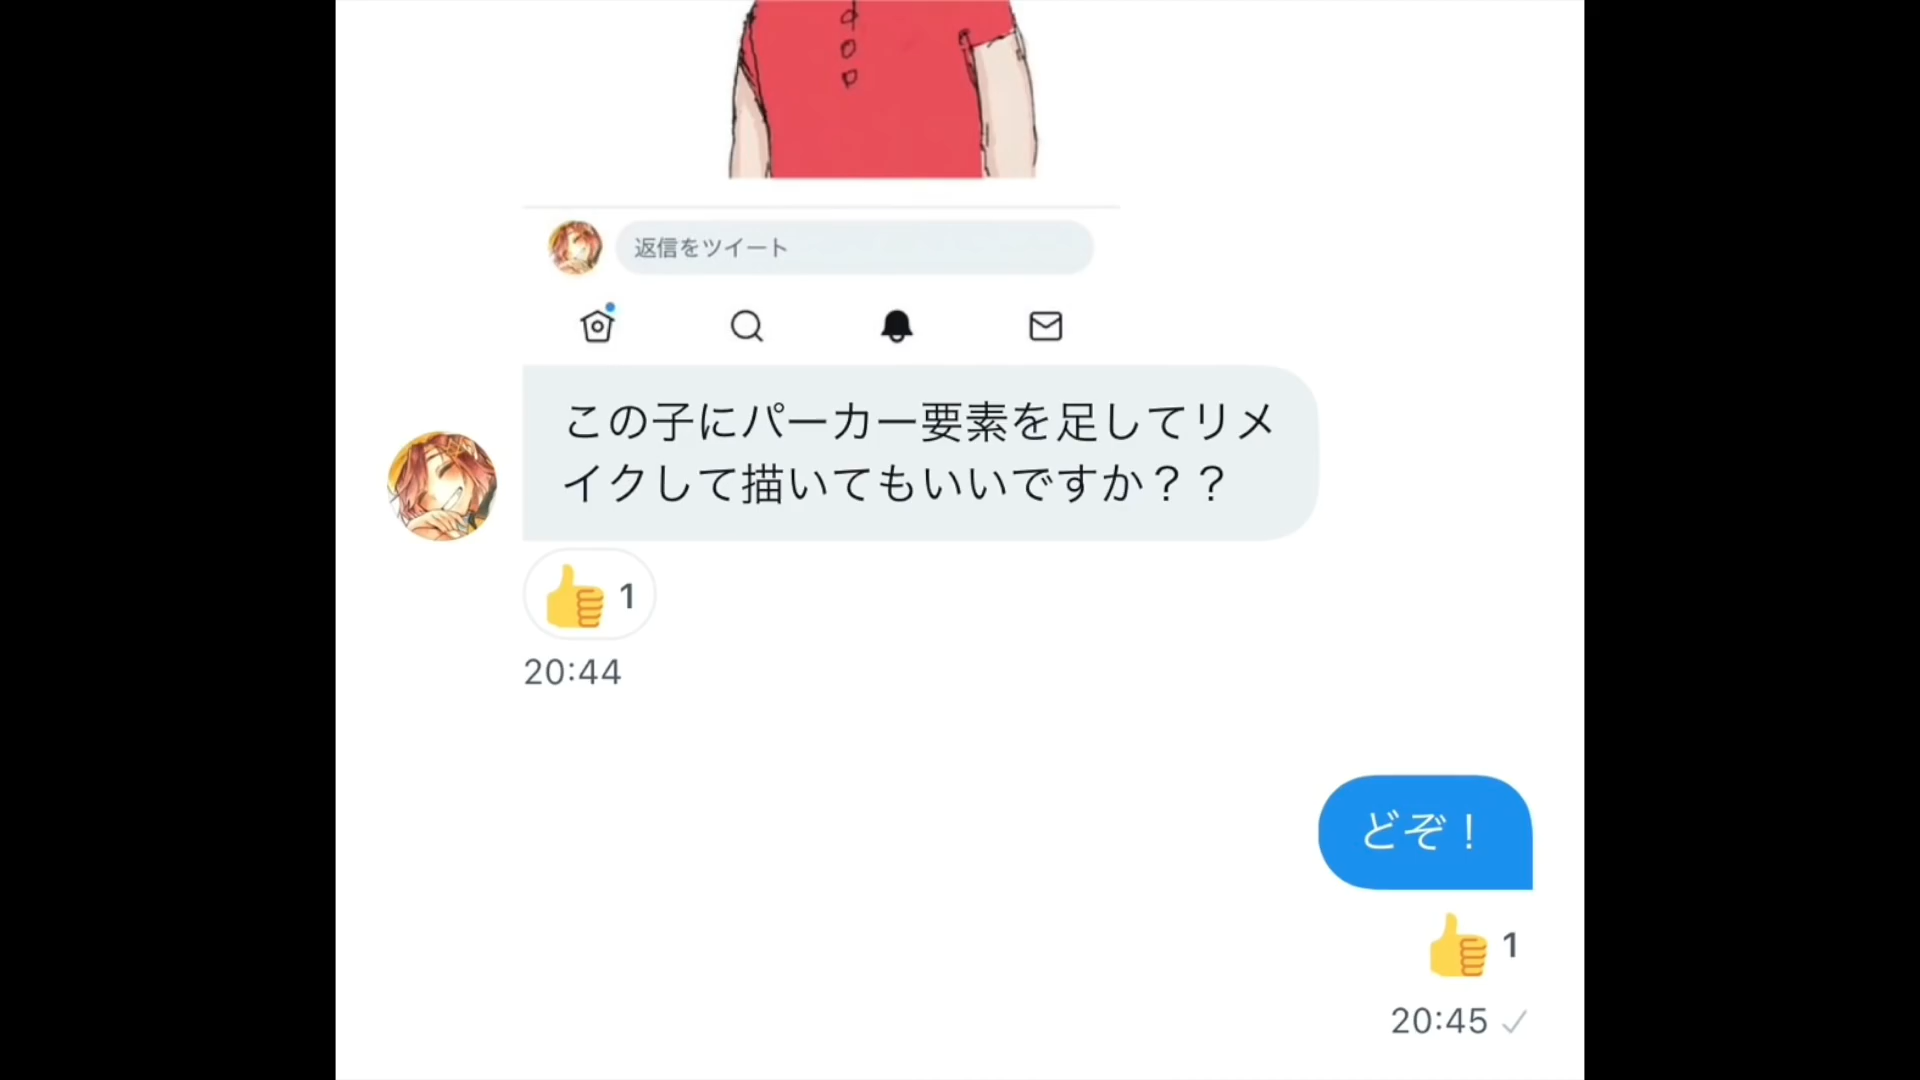 返信をツイート
この子にパーカー要素を足してリメ
イクして描いてもいいですか？？
1
20:44
どぞ！
1
20:45